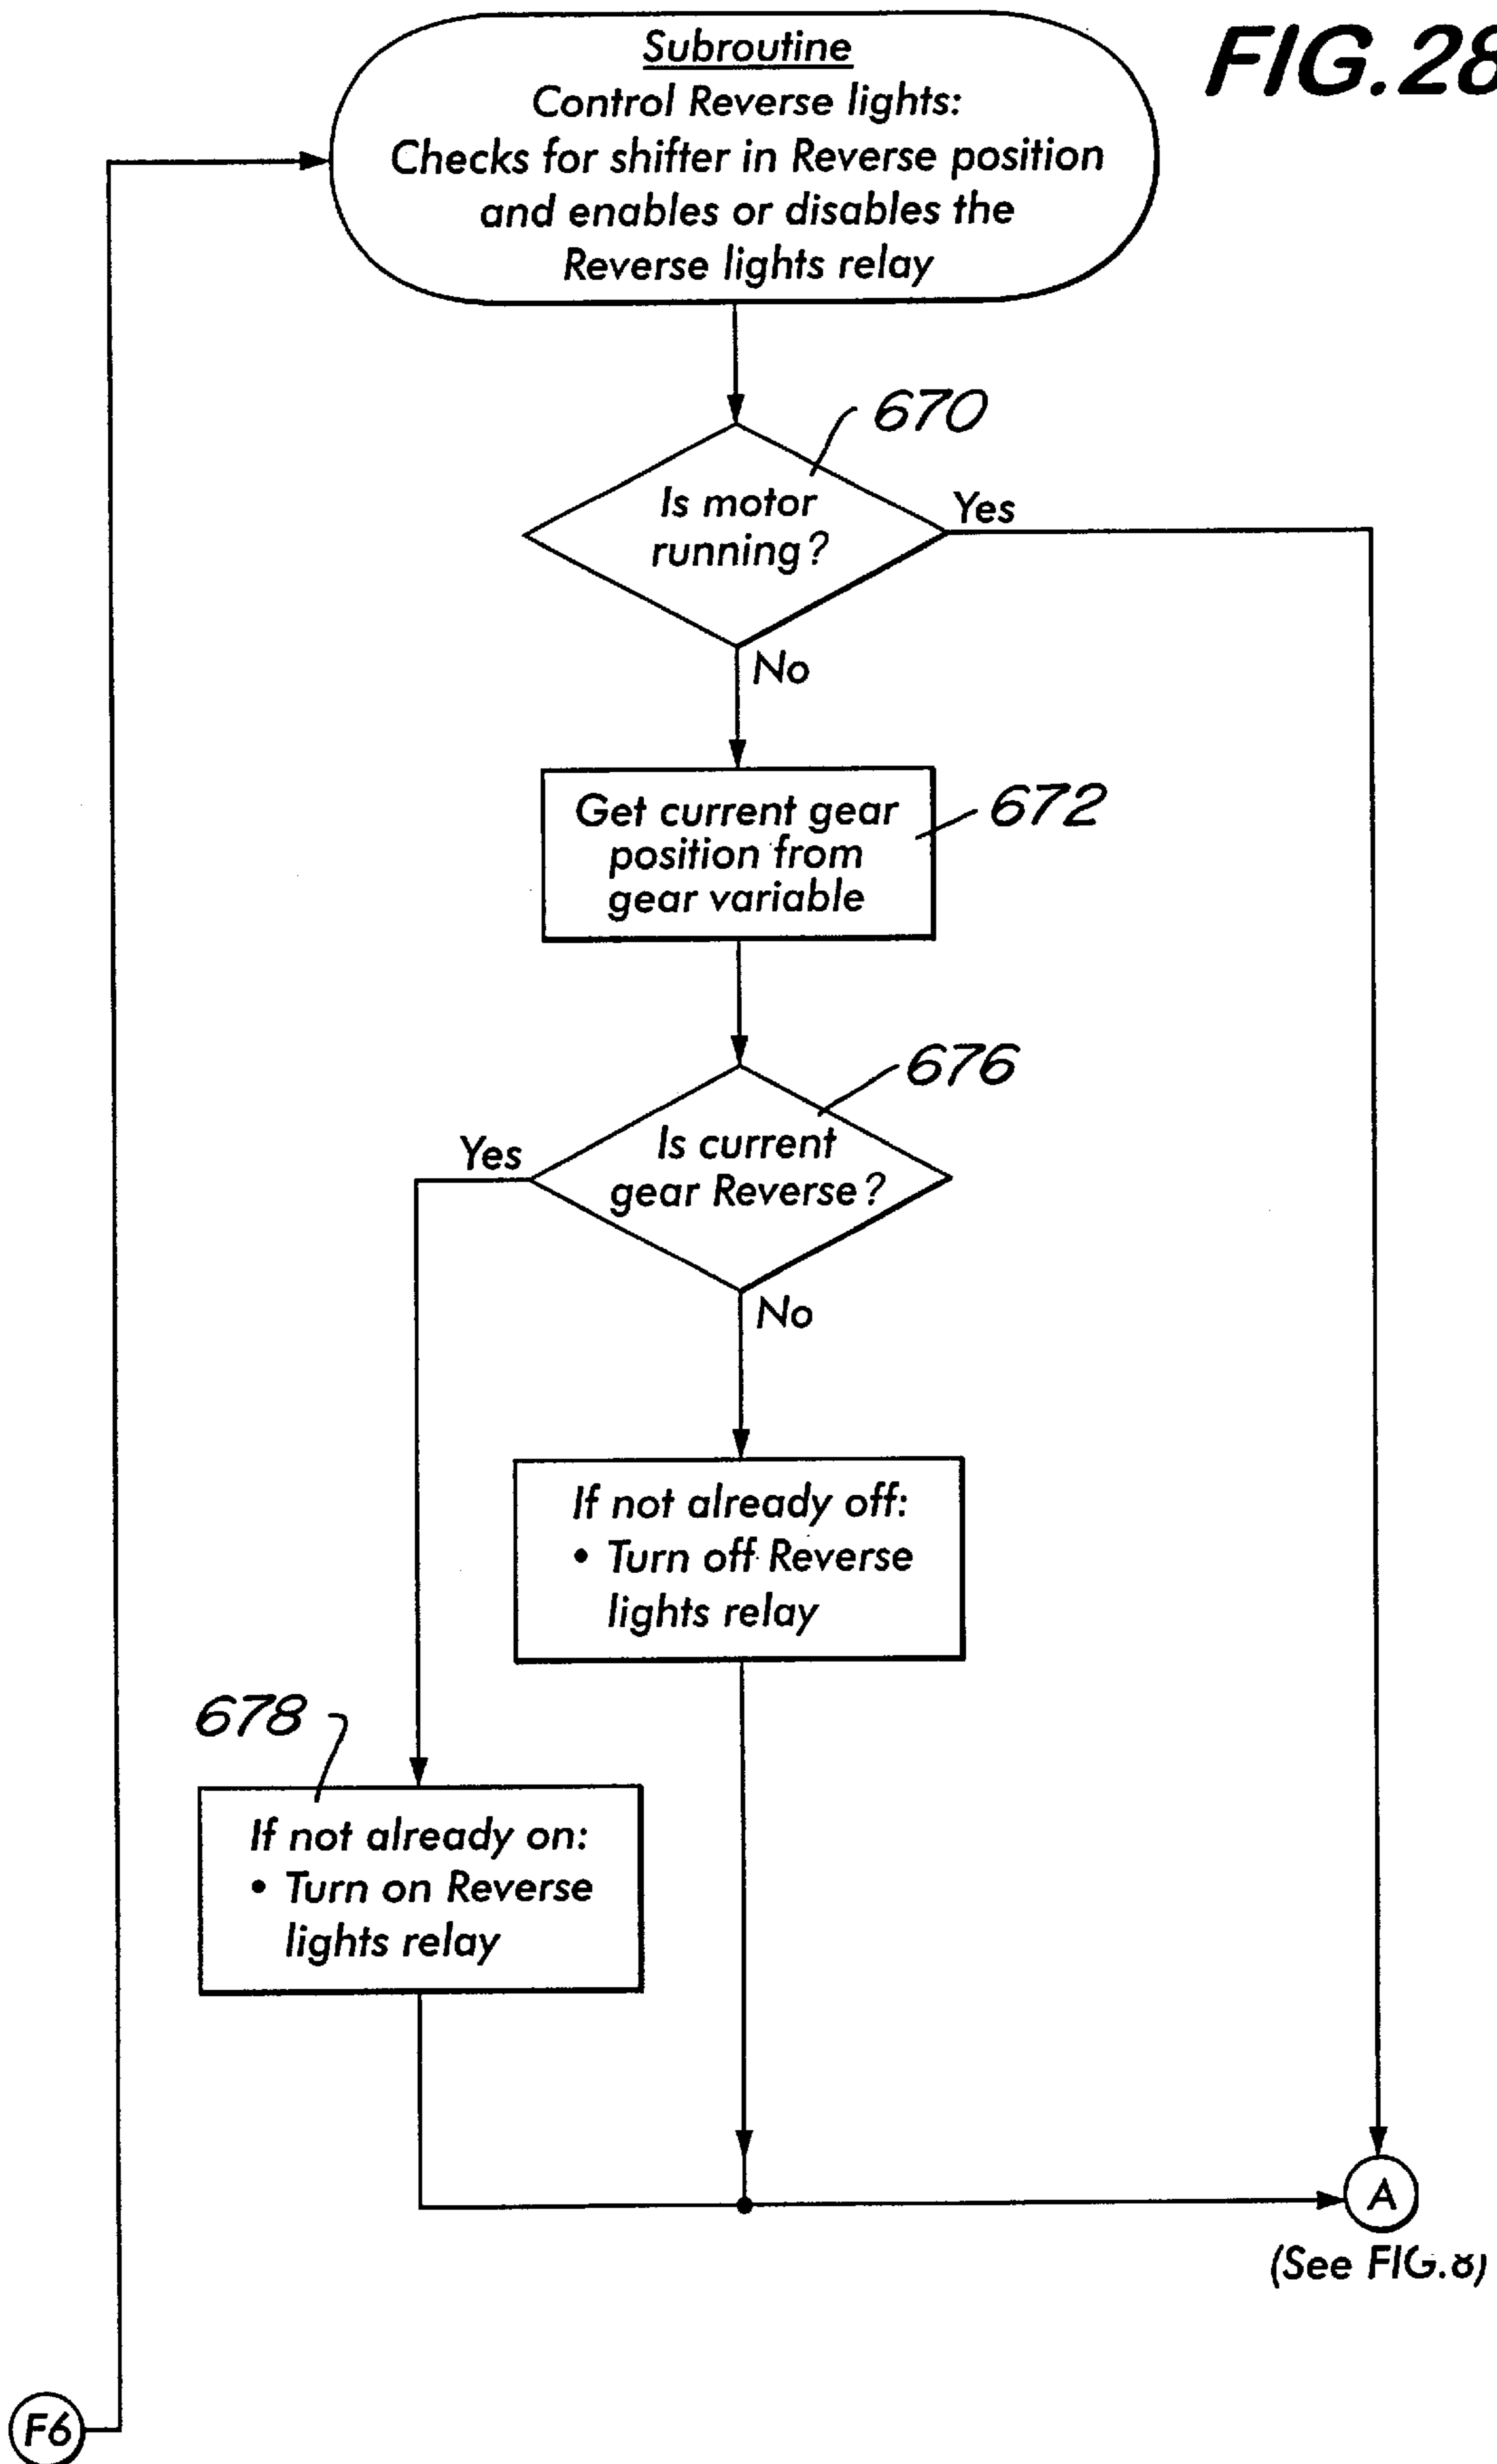 FIG.28
Subroutine
Control Reverse lights:
Checks for shifter in Reverse position
and enables or disables the
Reverse lights relay
670
Is motor
running?
Yes
No
Get current gear
position from
gear variable
672
676
Is current
gear Reverse?
Yes
No
If not already off:
• Turn off Reverse
lights relay
678
If not already on:
• Turn on Reverse
lights relay
A
(See FIG.8)
F6